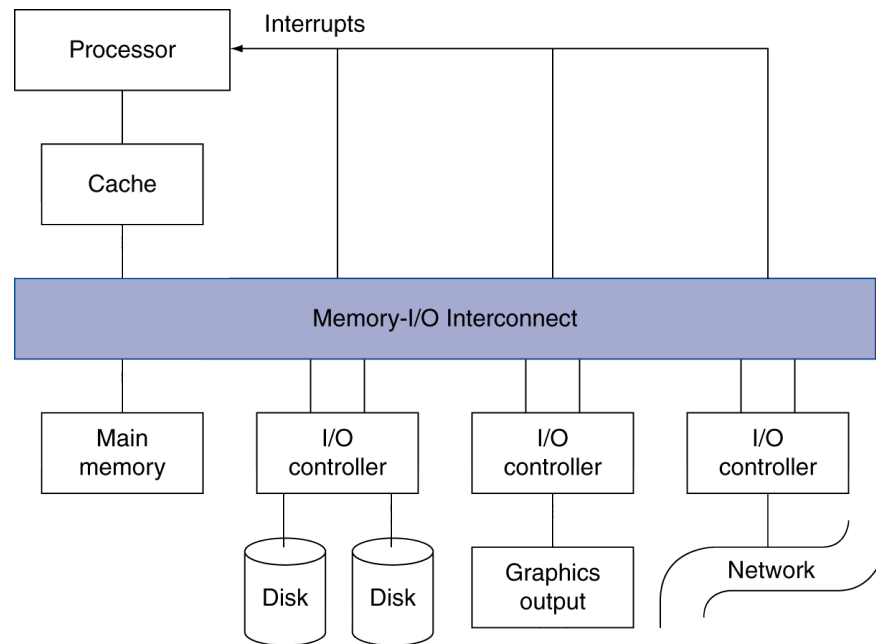 Interrupts
Processor
Cache
Memory-I/O Interconnect
Main
memory
I/O
controller
I/O
controller
I/O
controller
Disk
Disk
Graphics
output
Network